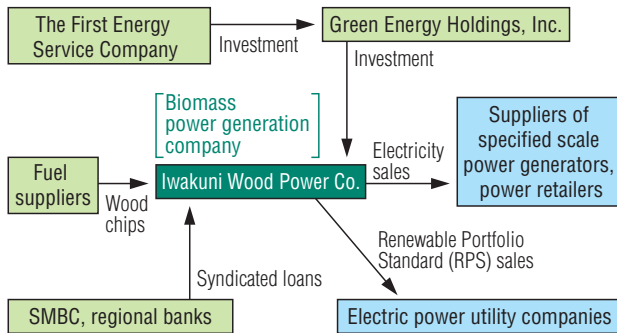 The First Energy
Service Company
Investment
Green Energy Holdings, Inc.
Investment
Biomass
power generation
company
Suppliers of
specified scale
power generators,
power retailers
Fuel
suppliers
Wood
chips
Iwakuni Wood Power Co.
Electricity
sales
Renewable Portfolio
Standard (RPS) sales
Syndicated loans
SMBC, regional banks
Electric power utility companies